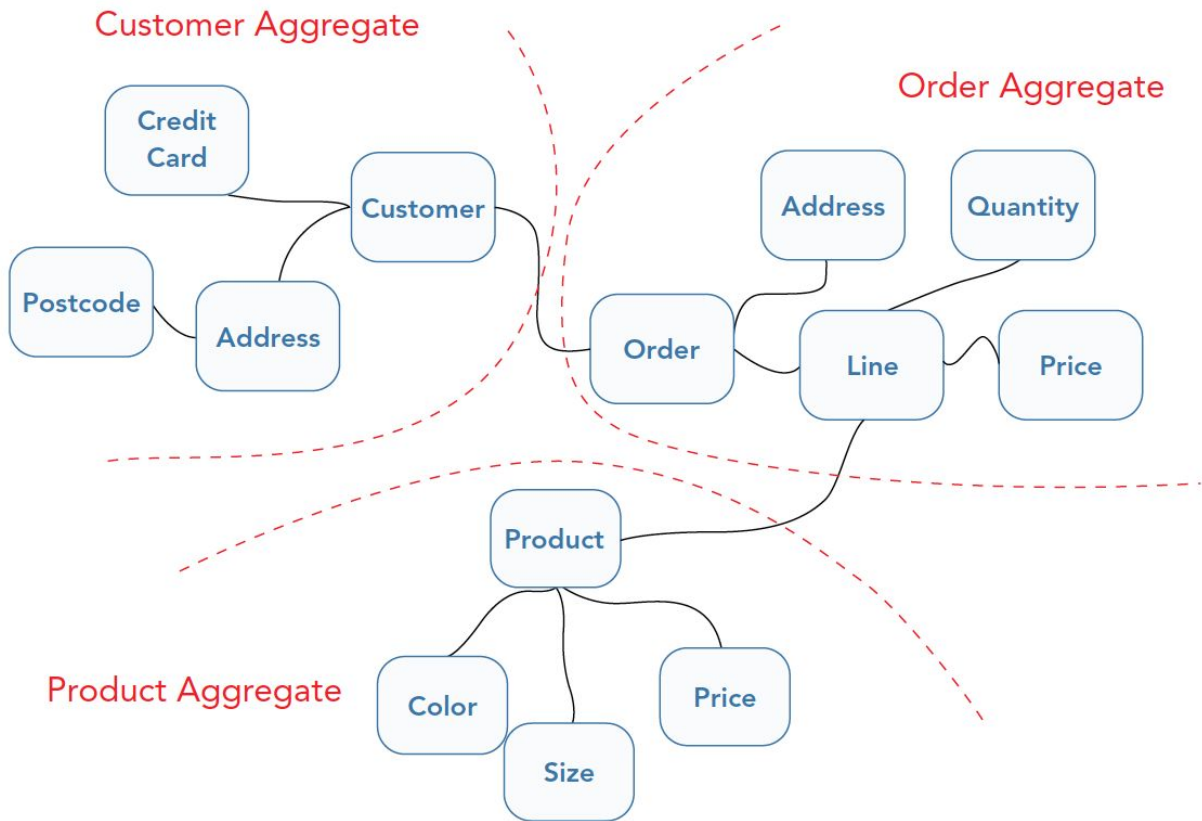 Customer Aggregate
Order Aggregate
Credit
Card
Customer
Address
Quantity
Postcode
Address
Order
Line
Price
Product
Product Aggregate
Color
Price
Size